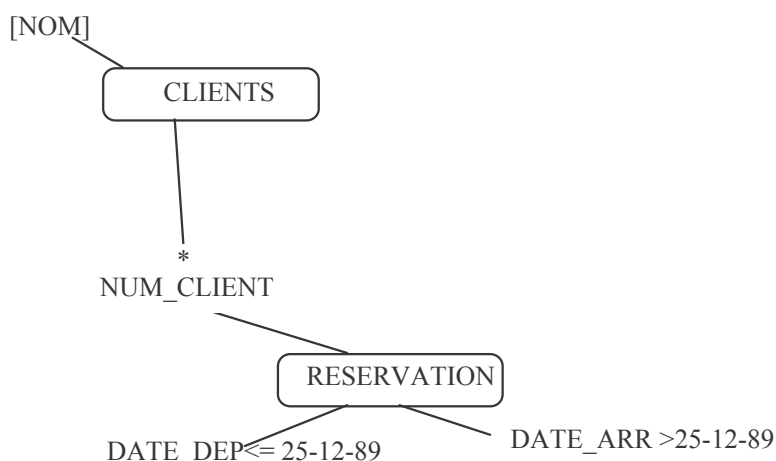 [NOM]
CLIENTS
*
NUM_CLIENT
RESERVATION
DATE_DEP<= 25-12-89
DATE_ARR >25-12-89